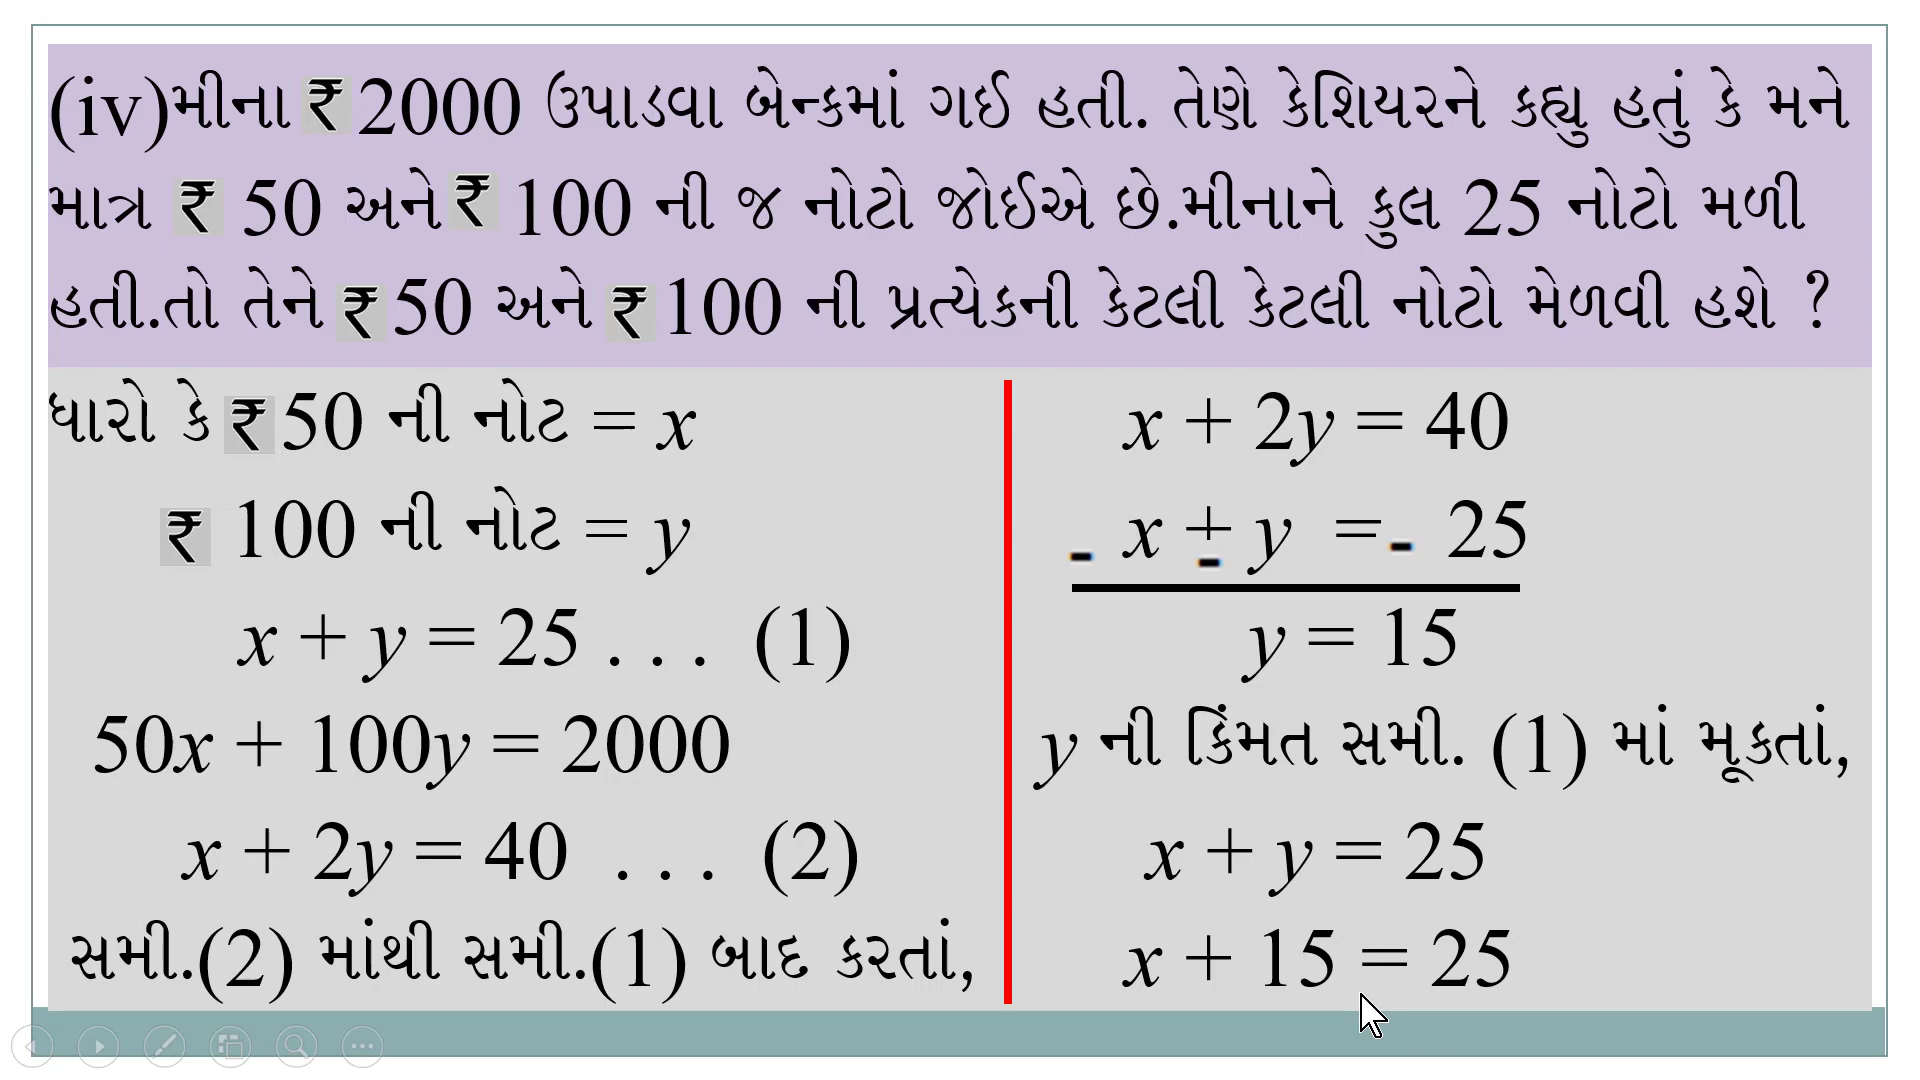 (iv)મીના ₹ 2000 ઉપાડવા બેન્કમાં ગઈ હતી. તેણે કેશિયરને કહ્યુ હતું કે મને
માત્ર ₹ 50 અને ₹ 100 ની જ નોટો જોઈએ છે.મીનાને કુલ 25 નોટો મળી
હતી.તો તેને ₹ 50 અને ₹ 100 ની પ્રત્યેકની કેટલી કેટલી નોટો મેળવી હશે ?
ધારો કે ₹ 50 ની નોટ = x
₹ 100 ની નોટ = y
x + y = 25 . . . (1)
50x + 100y = 2000
x + 2y = 40 . . . (2)
સમી.(2) માંથી સમી.(1) બાદ કરતાં,
x + 2y = 40
x + y = 25
- - -
y = 15
y ની કિંમત સમી. (1) માં મૂકતાં,
x + y = 25
x + 15 = 25